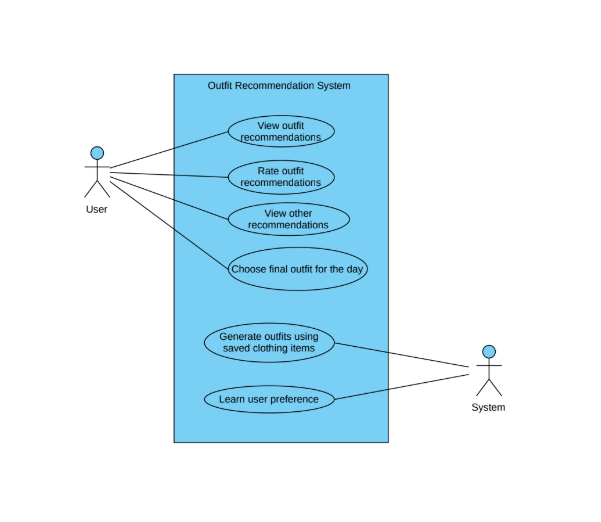 Outfit Recommendation System
View outfit
recommendations
Rate outfit
recommendations
View other
recommendations
Choose final outfit for the day
User
Generate outfits using
saved clothing items
Learn user preference
System